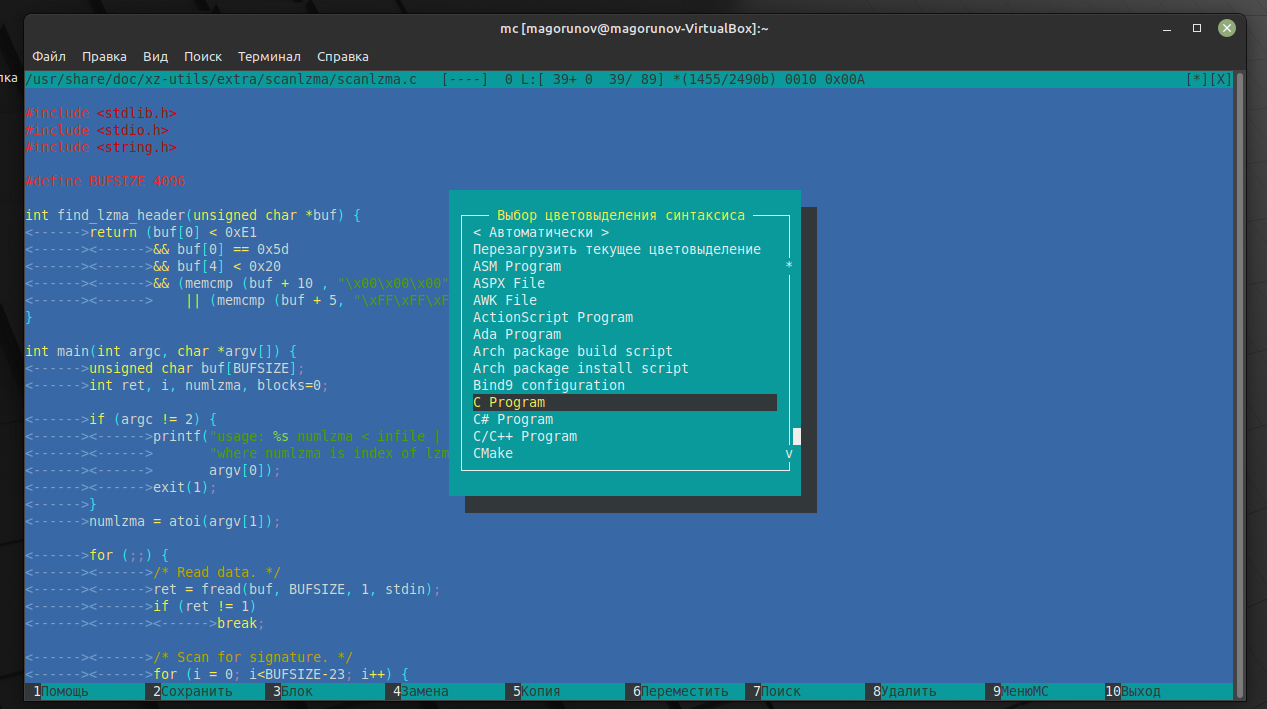 mc [magorunov@magorunov-VirtualBox]:~
Файл Правка Вид Поиск Терминал Справка
лка
/usr/share/doc/xz-utils/extra/scanlzma/scanlzma.c   [----]  0 L:[ 39+ 0  39/ 89] *(1455/2490b) 0010 0x00A [*][X]
#include <stdlib.h>
#include <stdio.h>
#include <string.h>
#define BUFSIZE 4096
int find_lzma_header(unsigned char *buf) {
<------>return (buf[0] < 0xE1
<------><------>&& buf[0] == 0x5d
<------><------>&& buf[4] < 0x20
<------><------>&& (memcmp (buf + 10 , "\x00\x00\x00"
<------><------>    || (memcmp (buf + 5, "\xFF\xFF\xF
}
int main(int argc, char *argv[]) {
<------>unsigned char buf[BUFSIZE];
<------>int ret, i, numlzma, blocks=0;
<------>if (argc != 2) {
<------><------>printf("usage: %s numlzma < infile |
<------><------>       "where numlzma is index of lzm
<------><------>       argv[0]);
<------><------>exit(1);
<------>}
<------>numlzma = atoi(argv[1]);
<------>for (;;) {
<------><------>/* Read data. */
<------><------>ret = fread(buf, BUFSIZE, 1, stdin);
<------><------>if (ret != 1)
<------><------><------>break;
<------><------>/* Scan for signature. */
<------><------>for (i = 0; i<BUFSIZE-23; i++) {
Выбор цветовыделения синтаксиса
< Автоматически >
Перезагрузить текущее цветовыделение
ASM Program *
ASPX File
AWK File
ActionScript Program
Ada Program
Arch package build script
Arch package install script
Bind9 configuration
C Program
C# Program
C/C++ Program
CMake v
1Помощь 2Сохранить 3Блок 4Замена 5Копия 6Переместить 7Поиск 8Удалить 9МенюМС 10Выход